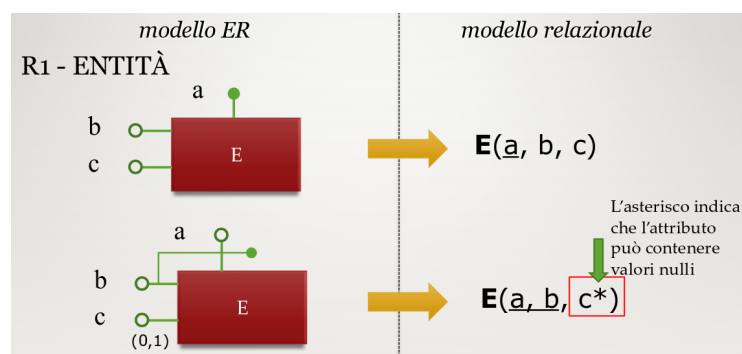 modello ER
modello relazionale
R1 - ENTITÀ
a
b
c
E
E(a, b, c)
L’asterisco indica
che l’attributo
può contenere
valori nulli
a
b
c
(0,1)
E
E(a, b, c*)